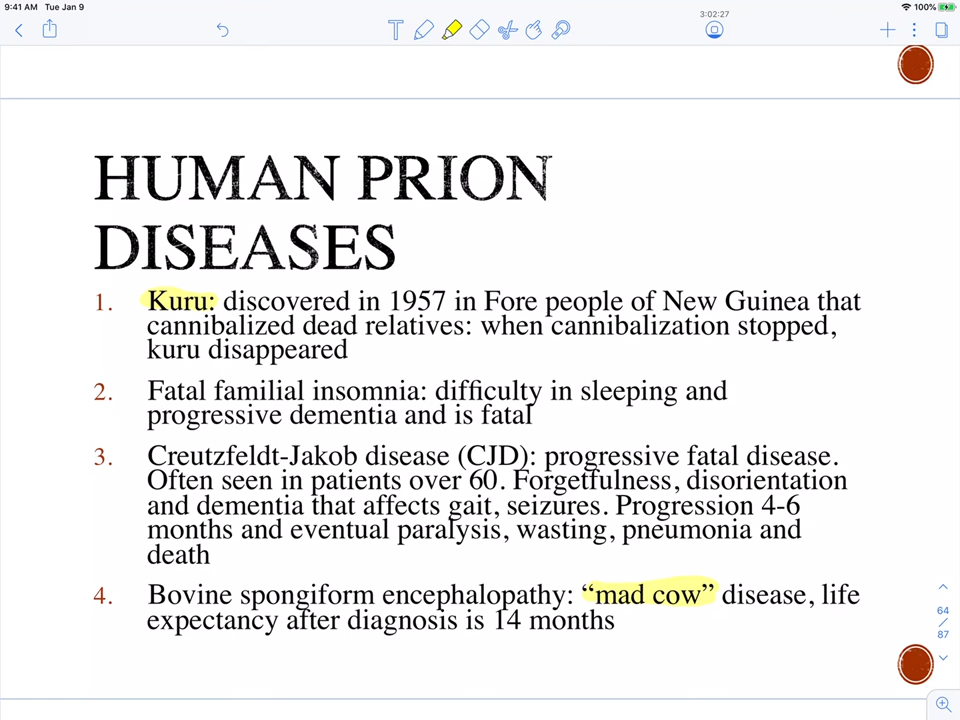 9:41 AM Tue Jan 9
100%
3:02:27
T
HUMAN PRION
DISEASES
1. Kuru: discovered in 1957 in Fore people of New Guinea that
cannibalized dead relatives: when cannibalization stopped,
kuru disappeared
2. Fatal familial insomnia: difficulty in sleeping and
progressive dementia and is fatal
3. Creutzfeldt-Jakob disease (CJD): progressive fatal disease.
Often seen in patients over 60. Forgetfulness, disorientation
and dementia that affects gait, seizures. Progression 4-6
months and eventual paralysis, wasting, pneumonia and
death
4. Bovine spongiform encephalopathy: “mad cow” disease, life
expectancy after diagnosis is 14 months
64
/
87